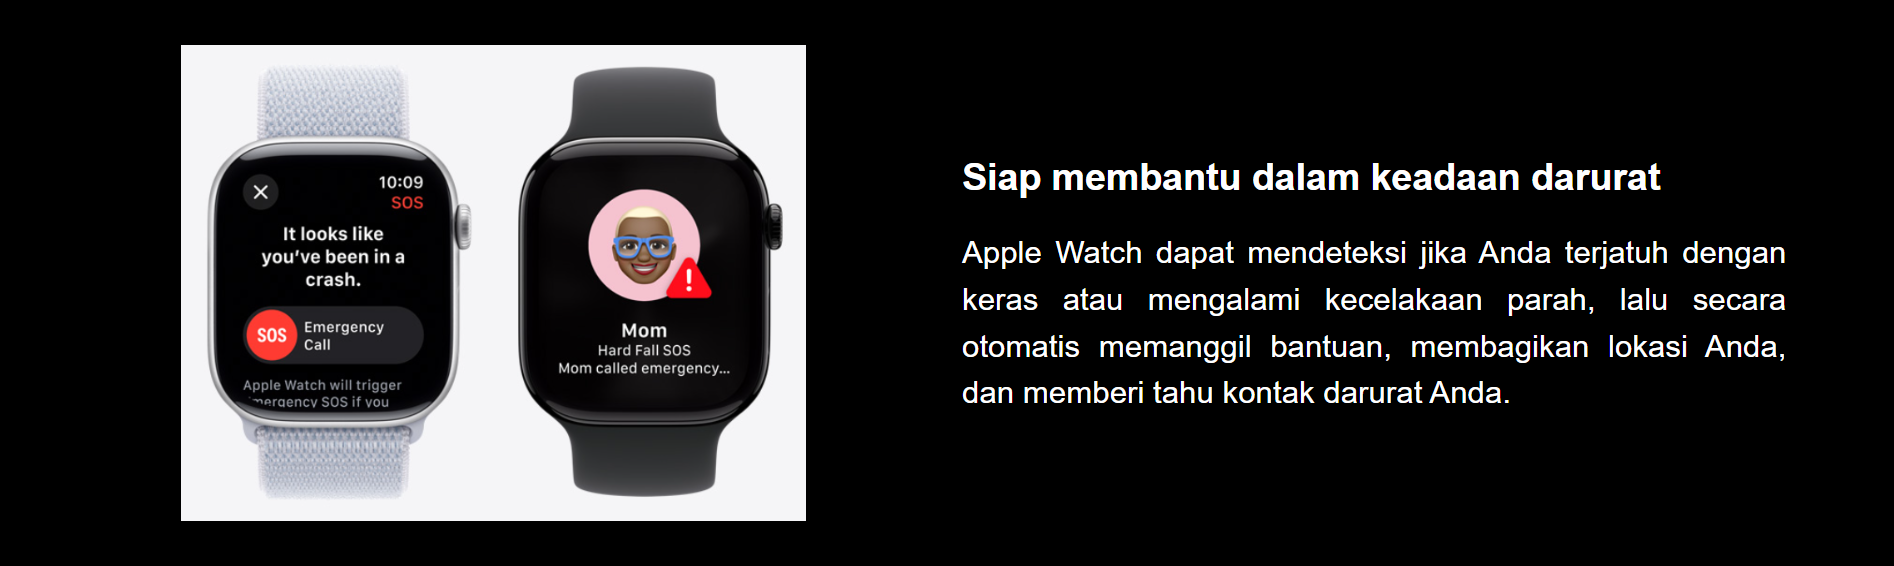 10:09
SOS
It looks like
you've been in a
crash.
SOS
Emergency
Call
Apple Watch will trigger
Emergency SOS if you
Mom
Hard Fall SOS
Mom called emergency...
Siap membantu dalam keadaan darurat
Apple Watch dapat mendeteksi jika Anda terjatuh dengan
keras atau mengalami kecelakaan parah, lalu secara
otomatis memanggil bantuan, membagikan lokasi Anda,
dan memberi tahu kontak darurat Anda.